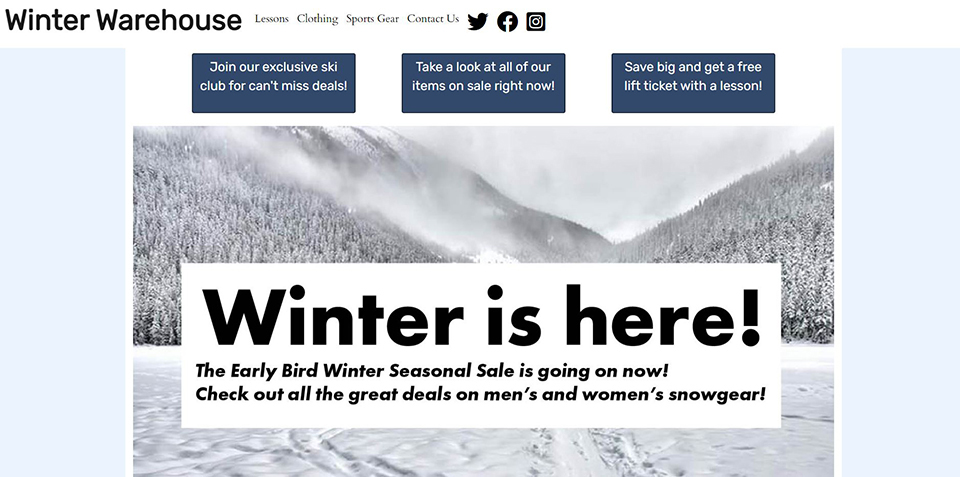 Winter Warehouse
Lessons Clothing Sports Gear Contact Us
Join our exclusive ski
club for can't miss deals!
Take a look at all of our
items on sale right now!
Save big and get a free
lift ticket with a lesson!
Winter is here!
The Early Bird Winter Seasonal Sale is going on now!
Check out all the great deals on men’s and women’s snowgear!